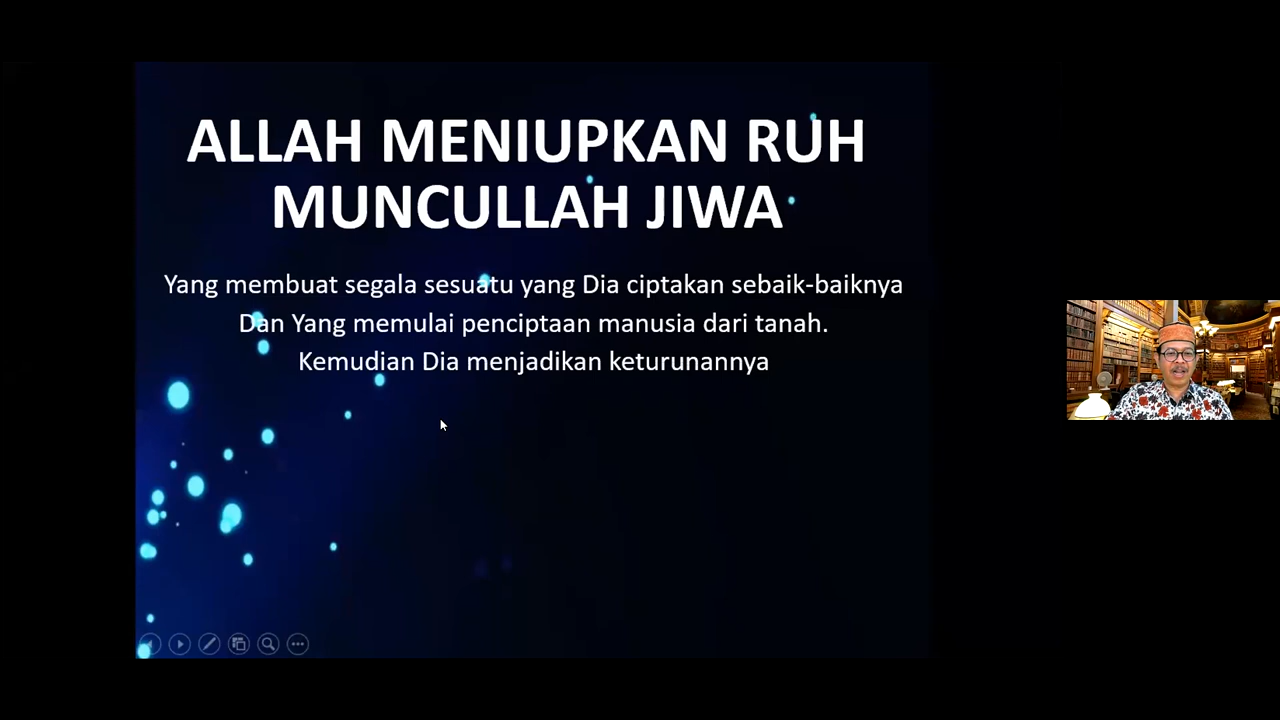 ALLAH MENIUPKAN RUH
MUNCULLAH JIWA
Yang membuat segala sesuatu yang Dia ciptakan sebaik-baiknya
Dan Yang memulai penciptaan manusia dari tanah.
Kemudian Dia menjadikan keturunannya